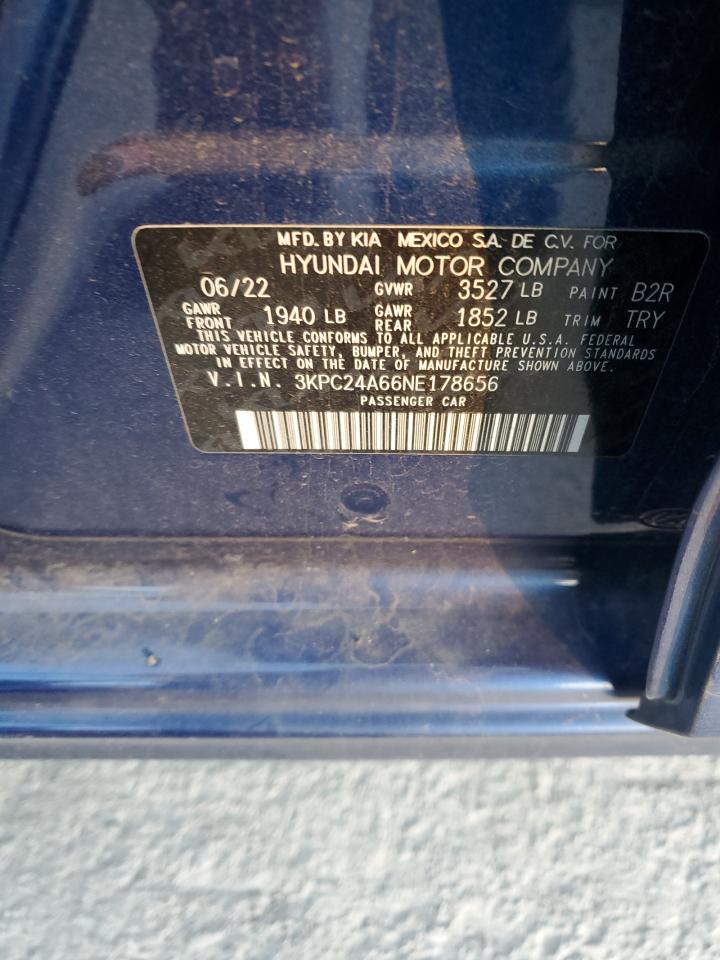 MFD. BY KIA MEXICO S.A. DE C.V. FOR
HYUNDAI MOTOR COMPANY
06/22 GVWR 3527 LB PAINT B2R
GAWR FRONT 1940 LB GAWR REAR 1852 LB TRIM TRY
THIS VEHICLE CONFORMS TO ALL APPLICABLE U.S.A. FEDERAL
MOTOR VEHICLE SAFETY, BUMPER, AND THEFT PREVENTION STANDARDS
IN EFFECT ON THE DATE OF MANUFACTURE SHOWN ABOVE.
V.I.N. 3KPC24A66NE178656
PASSENGER CAR